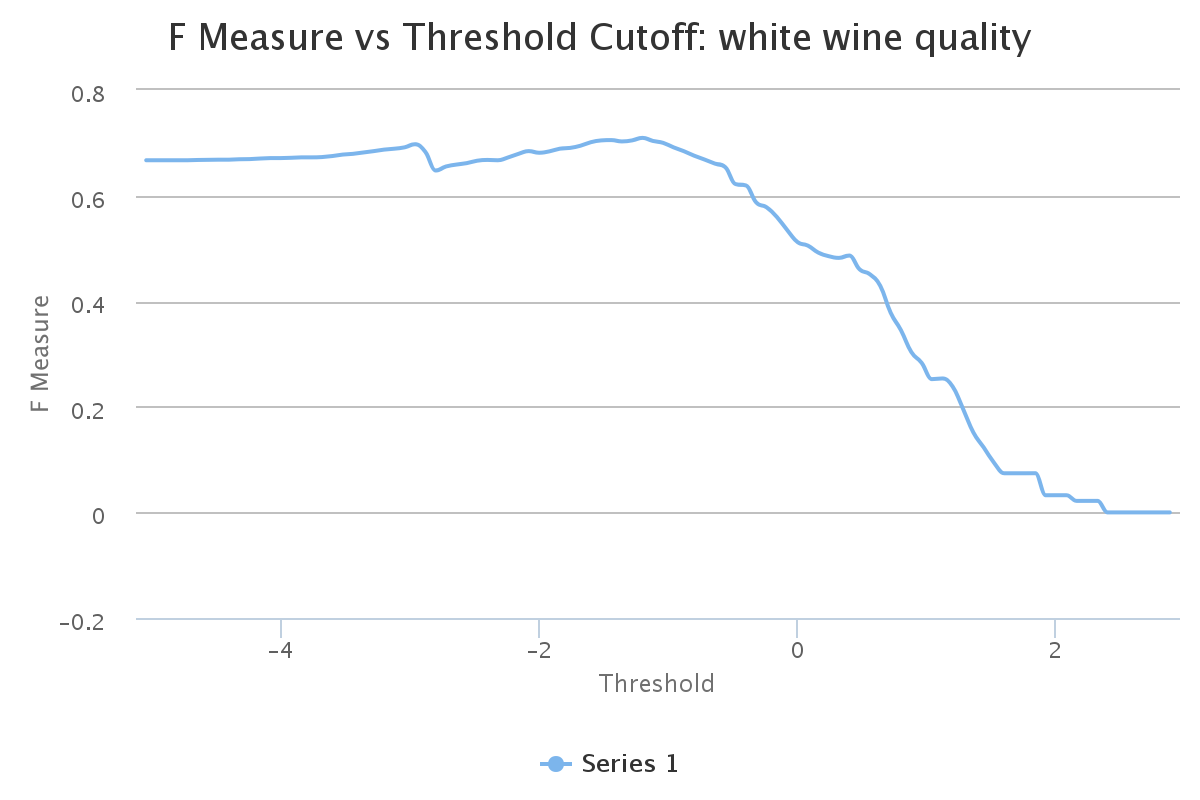 F Measure vs Threshold Cutoff: white wine quality
0.8
0.6
0.4
0.2
0
−0.2
F Measure
−4
−2
0
2
Threshold
Series 1